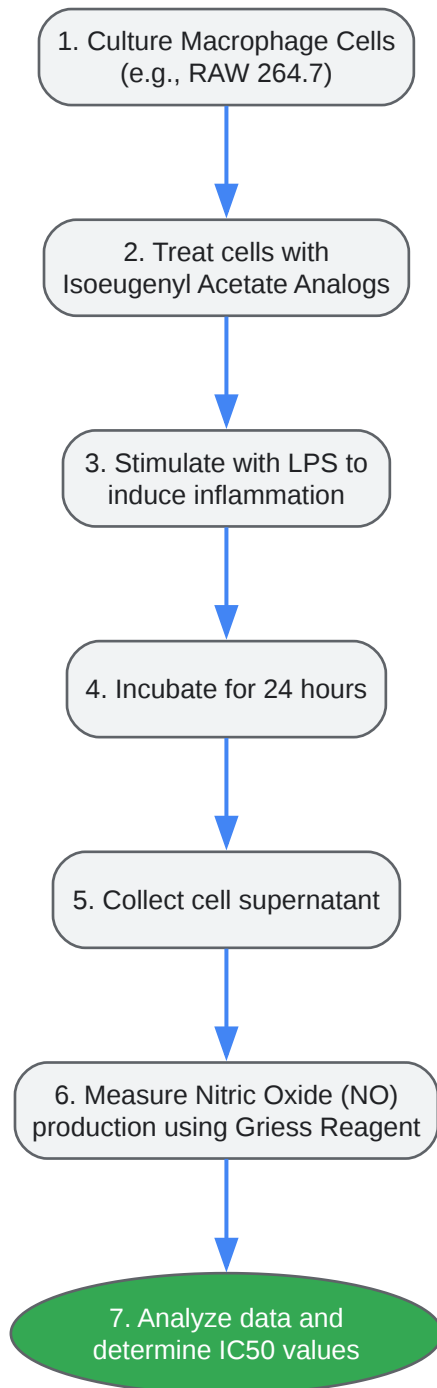 1. Culture Macrophage Cells
(e.g., RAW 264.7)
2. Treat cells with
Isoeugenyl Acetate Analogs
3. Stimulate with LPS to
induce inflammation
4. Incubate for 24 hours
5. Collect cell supernatant
6. Measure Nitric Oxide (NO)
production using Griess Reagent
7. Analyze data and
determine IC50 values